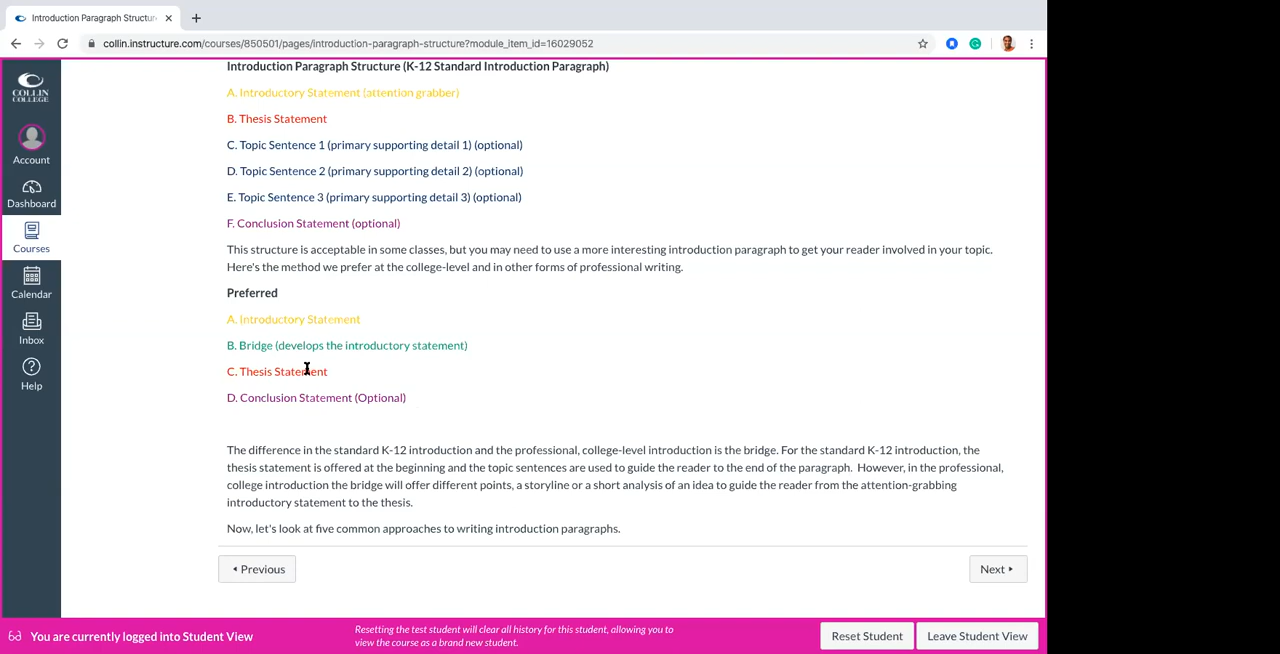 Introduction Paragraph Structur
collin.instructure.com/courses/850501/pages/introduction-paragraph-structure?module_item_id=16029052
COLLIN
COLLEGE
Account
Dashboard
Courses
Calendar
Inbox
Help
Introduction Paragraph Structure (K-12 Standard Introduction Paragraph)
A. Introductory Statement (attention grabber)
B. Thesis Statement
C. Topic Sentence 1 (primary supporting detail 1) (optional)
D. Topic Sentence 2 (primary supporting detail 2) (optional)
E. Topic Sentence 3 (primary supporting detail 3) (optional)
F. Conclusion Statement (optional)
This structure is acceptable in some classes, but you may need to use a more interesting introduction paragraph to get your reader involved in your topic.
Here's the method we prefer at the college-level and in other forms of professional writing.
Preferred
A. Introductory Statement
B. Bridge (develops the introductory statement)
C. Thesis Statement
D. Conclusion Statement (Optional)
The difference in the standard K-12 introduction and the professional, college-level introduction is the bridge. For the standard K-12 introduction, the
thesis statement is offered at the beginning and the topic sentences are used to guide the reader to the end of the paragraph. However, in the professional,
college introduction the bridge will offer different points, a storyline or a short analysis of an idea to guide the reader from the attention-grabbing
introductory statement to the thesis.
Now, let's look at five common approaches to writing introduction paragraphs.
Previous
Next
You are currently logged into Student View
Resetting the test student will clear all history for this student, allowing you to
view the course as a brand new student.
Reset Student
Leave Student View